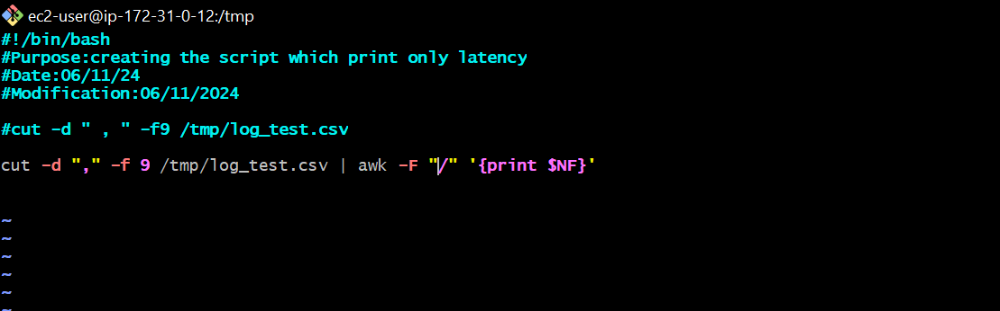 ec2-user@ip-172-31-0-12:/tmp
#!/bin/bash
#Purpose:creating the script which print only latency
#Date:06/11/24
#Modification:06/11/2024
#cut -d " , " -f9 /tmp/log_test.csv
cut -d "," -f 9 /tmp/log_test.csv | awk -F "/" '{print $NF}'
~
~
~
~
~
~